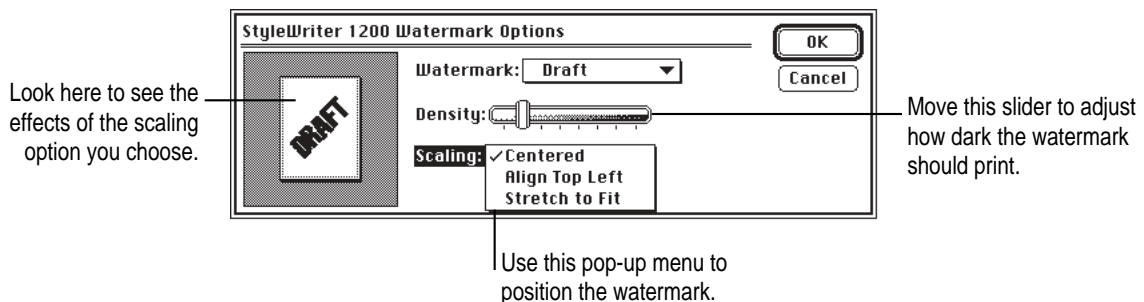 StyleWriter 1200 Watermark Options
OK
Cancel
Watermark: Draft
Density:
Scaling: ✓Centered
Align Top Left
Stretch to Fit
DRAFT
Look here to see the
effects of the scaling
option you choose.
Move this slider to adjust
how dark the watermark
should print.
Use this pop-up menu to
position the watermark.